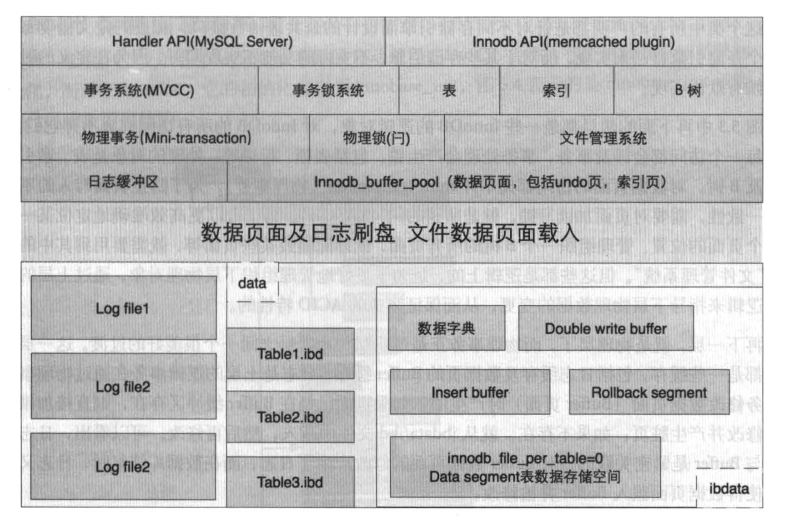 Handler API(MySQL Server)
Innodb API(memcached plugin)
事务系统(MVCC)
事务锁系统
表
索引
B 树
物理事务(Mini-transaction)
物理锁(闩)
文件管理系统
日志缓冲区
Innodb_buffer_pool（数据页面，包括undo页，索引页）
数据页面及日志刷盘 文件数据页面载入
Log file1
Log file2
Log file2
data
Table1.ibd
Table2.ibd
Table3.ibd
数据字典
Double write buffer
Insert buffer
Rollback segment
innodb_file_per_table=0
Data segment表数据存储空间
ibdata